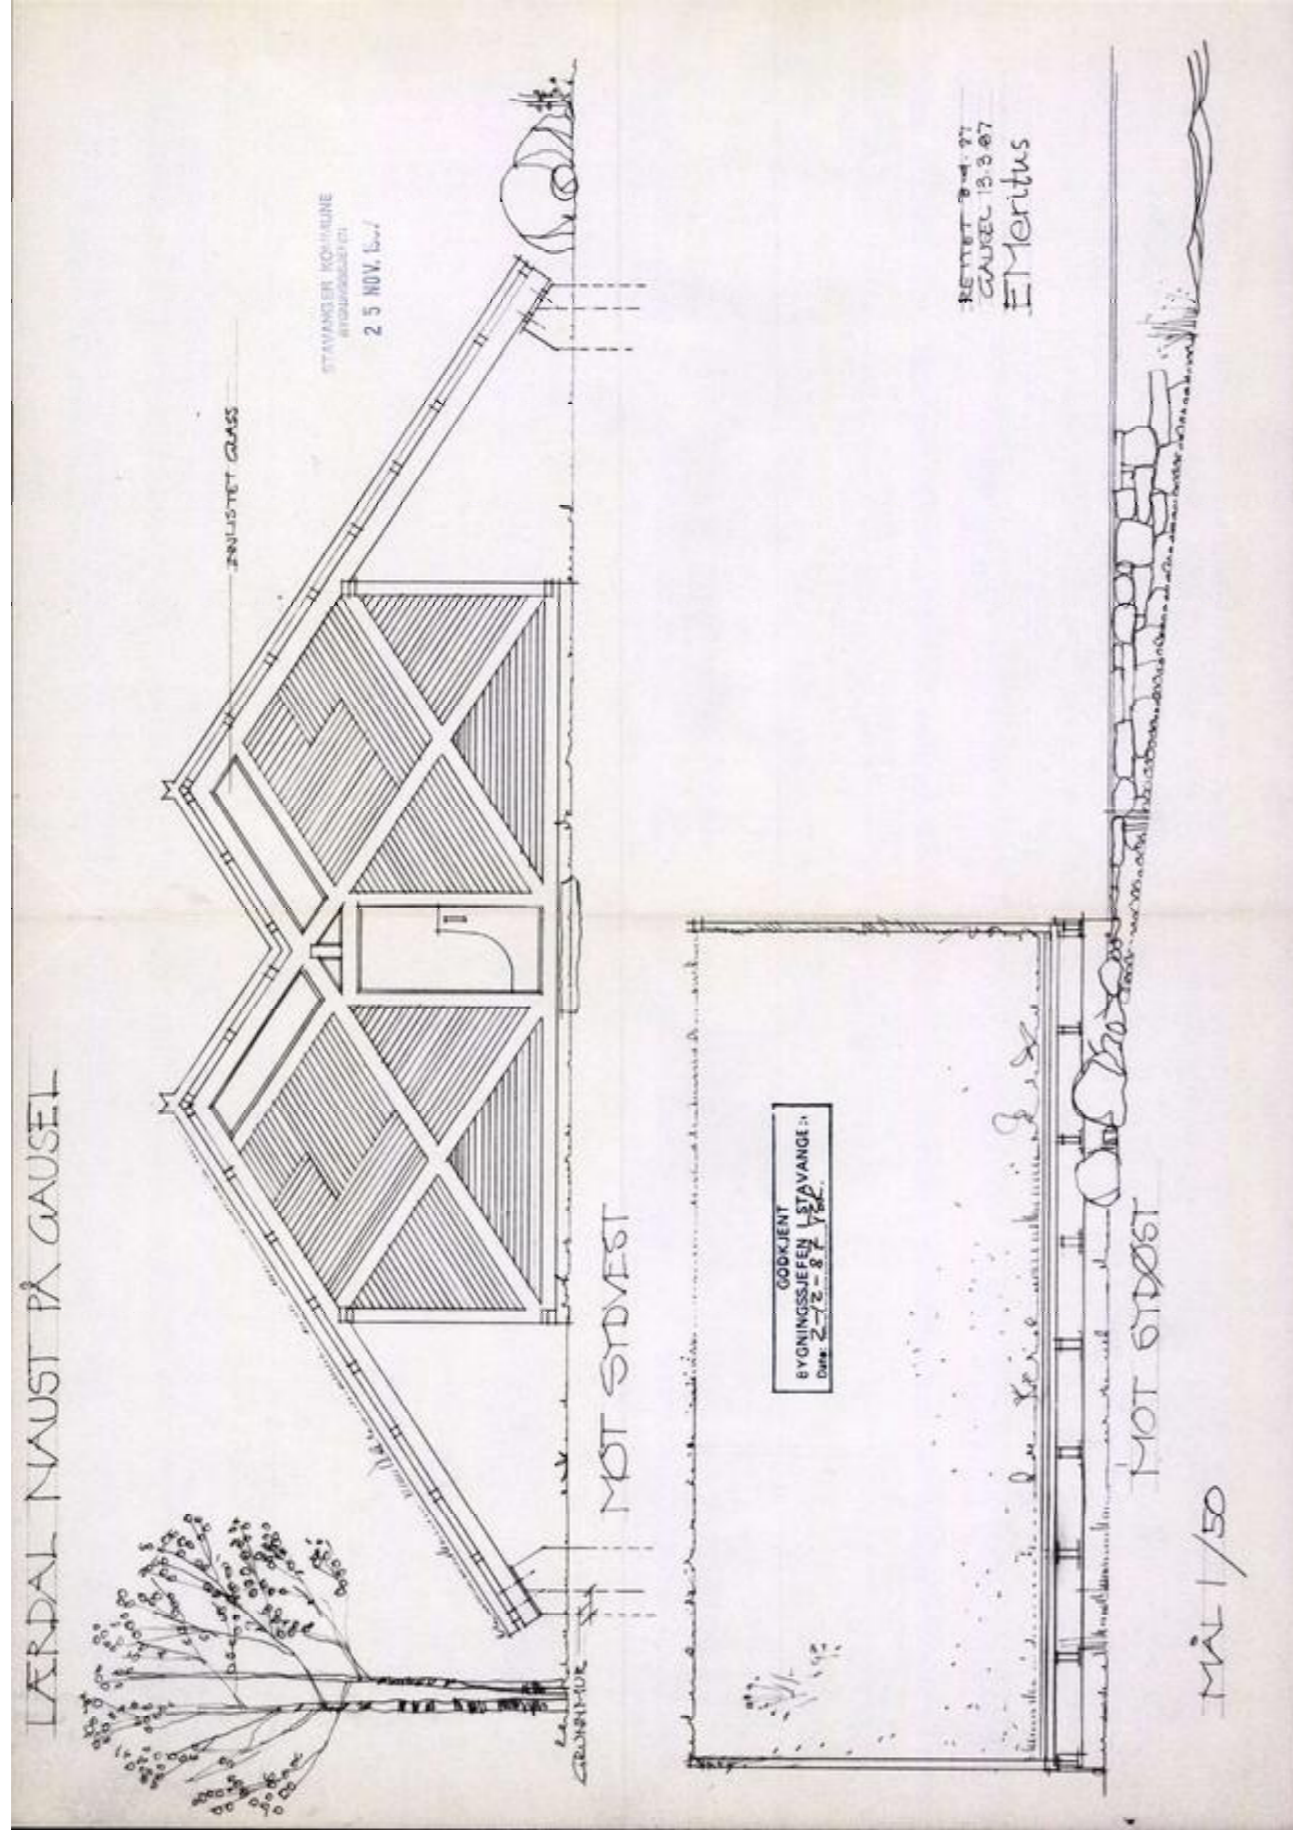 LÆRDAL NAUST PÅ GAUSEL
INNLISTET GLASS
STAVANGER KOMMUNE
BYGNINGSSJEFEN
25 NOV.
MOT SYDVEST
GRUNNMUR
GODKJENT
BYGNINGSSJEFEN I STAVANGER
Dato: 2-12-87
RETTET
GAUSEL 13.3.87
EMeritus
MOT SYDØST
MÅL 1/50